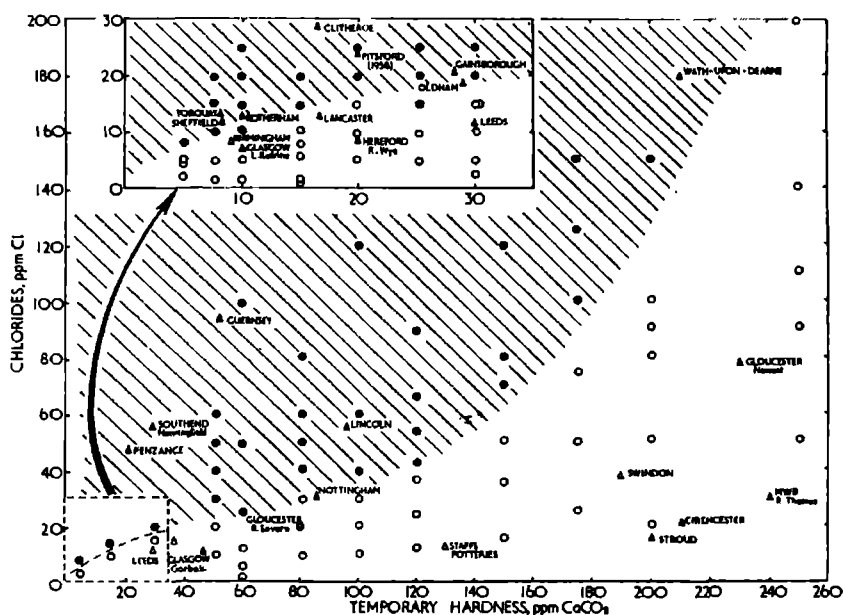 200
180
160
140
120
100
80
60
40
20
0
CHLORIDES, ppm Cl
30
20
10
0
10
20
30
CLITHEROE
PITSFORD
(1956)
GAINSBOROUGH
OLDHAM
TORQUAY
SHEFFIELD
ROTHERHAM
LANCASTER
LEEDS
BIRMINGHAM
GLASGOW
L. Katrine
HEREFORD
R. Wye
WATH-UPON-DEARNE
GUERNSEY
SOUTHEND
PENZANCE
LINCOLN
NOTTINGHAM
GLOUCESTER
R. Severn
GLOUCESTER
Newent
SWINDON
MWB
R. Thames
CIRENCESTER
STROUD
STAFFS
POTTERIES
LEEDS
GLASGOW
Gorbals
0
20
40
60
80
100
120
140
160
180
200
220
240
260
TEMPORARY HARDNESS, ppm CaCO3